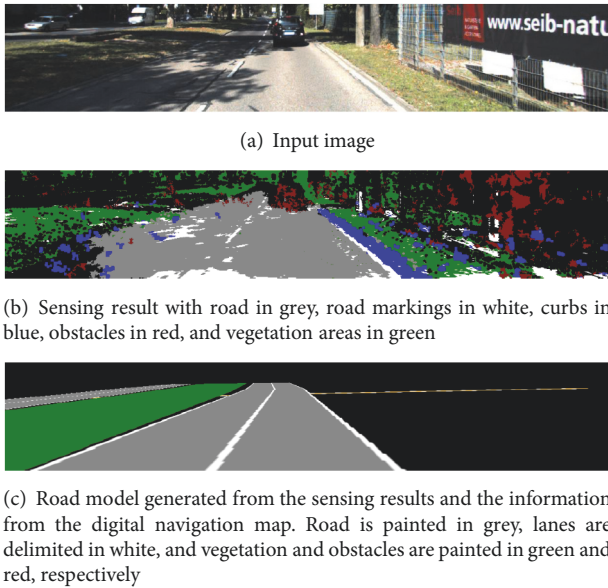 www.seib-natu
(a) Input image
(b) Sensing result with road in grey, road markings in white, curbs in
blue, obstacles in red, and vegetation areas in green
(c) Road model generated from the sensing results and the information
from the digital navigation map. Road is painted in grey, lanes are
delimited in white, and vegetation and obstacles are painted in green and
red, respectively